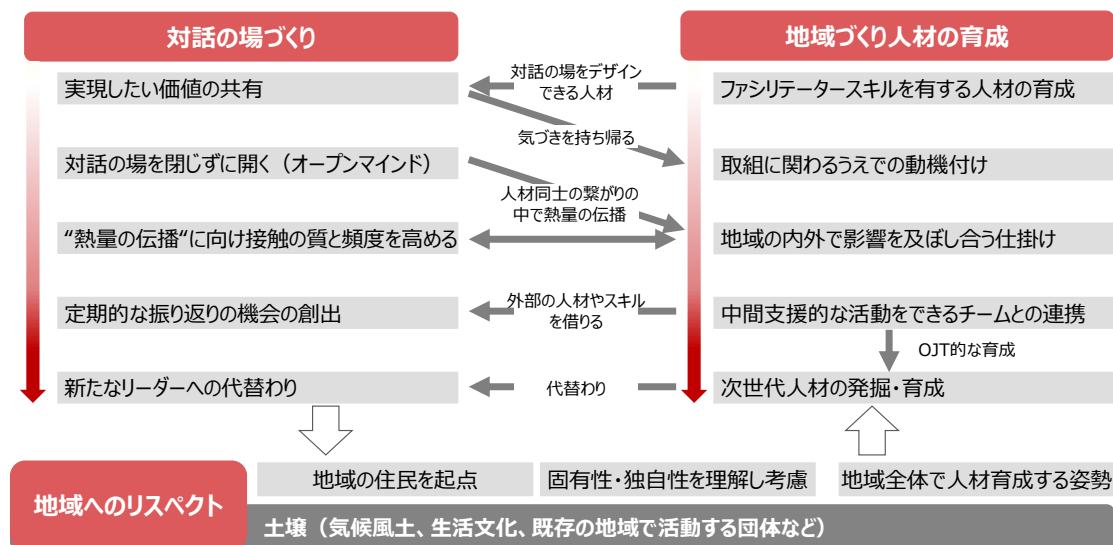 対話の場づくり
地域づくり人材の育成
実現したい価値の共有
対話の場をデザイン
できる人材
ファシリテータースキルを有する人材の育成
気づきを持ち帰る
対話の場を閉じずに開く（オープンマインド）
取組に関わるうえでの動機付け
人材同士の繋がりの
中で熱量の伝播
“熱量の伝播“に向け接触の質と頻度を高める
地域の内外で影響を及ぼし合う仕掛け
定期的な振り返りの機会の創出
外部の人材やスキル
を借りる
中間支援的な活動をできるチームとの連携
OJT的な育成
新たなリーダーへの代替わり
代替わり
次世代人材の発掘・育成
地域へのリスペクト
地域の住民を起点
固有性・独自性を理解し考慮
地域全体で人材育成する姿勢
土壌（気候風土、生活文化、既存の地域で活動する団体など）